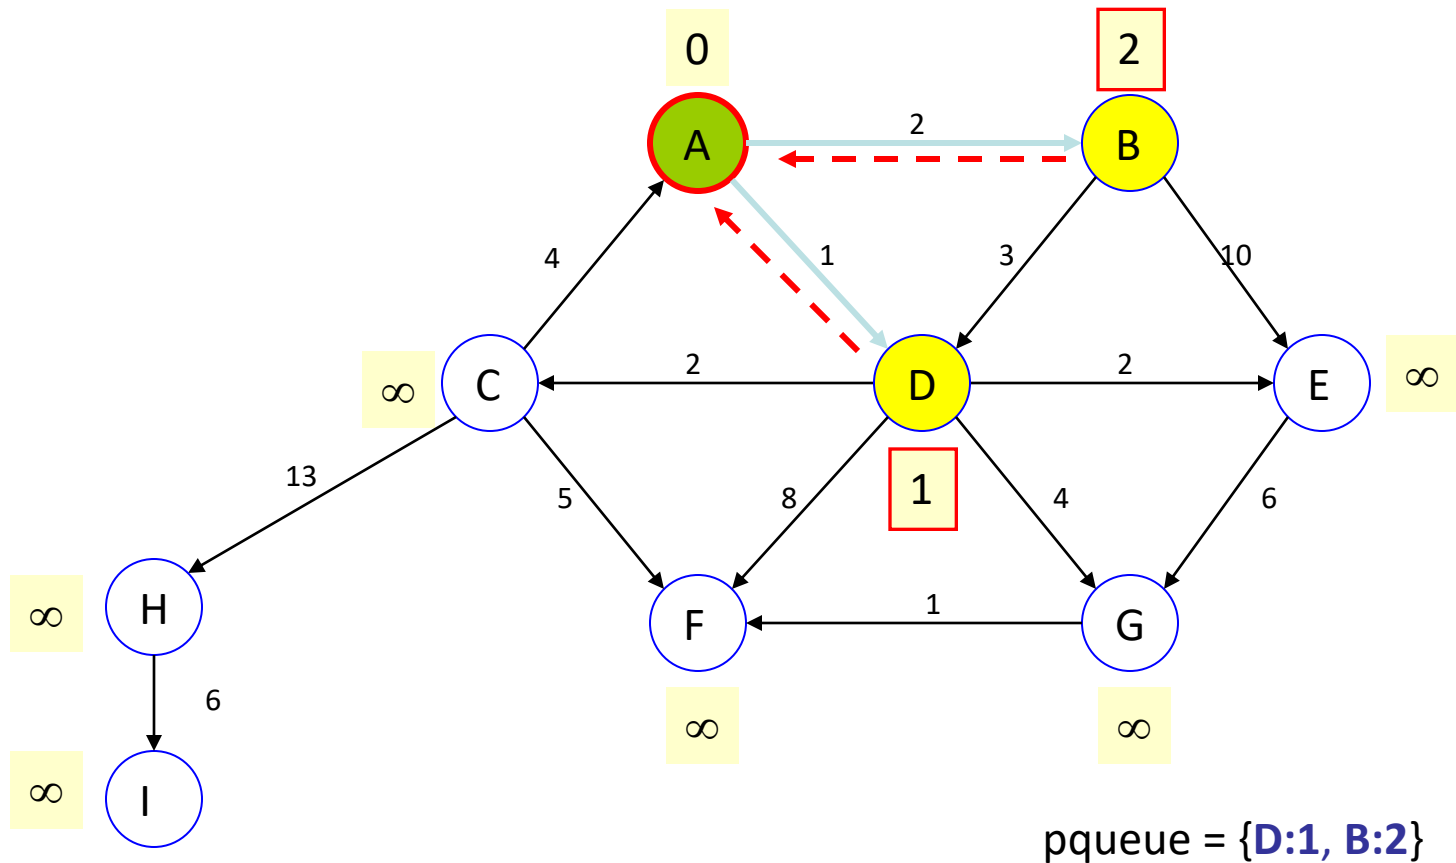 0 2
A 2 B
4 1 3 10
∞ C 2 D 2 E ∞
13 5 8 1 4 6
∞ H F 1 G
6 ∞ ∞
∞ I
pqueue = {D:1, B:2}